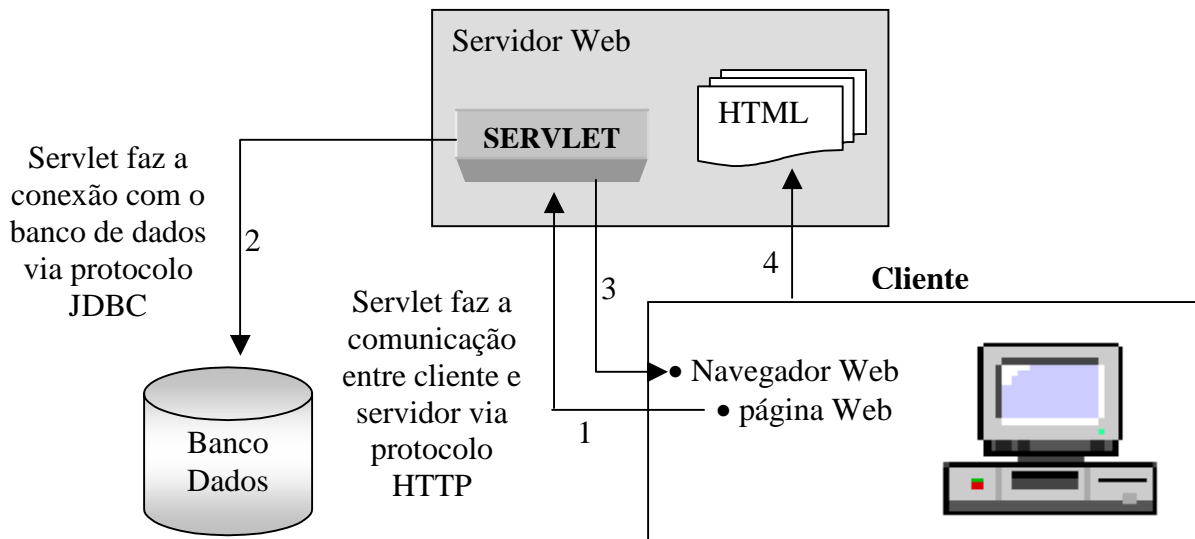 Servidor Web
SERVLET
HTML
Servlet faz a
conexão com o
banco de dados
via protocolo
JDBC
2
Servlet faz a
comunicação
entre cliente e
servidor via
protocolo
HTTP
3
4
1
Cliente
• Navegador Web
• página Web
Banco
Dados